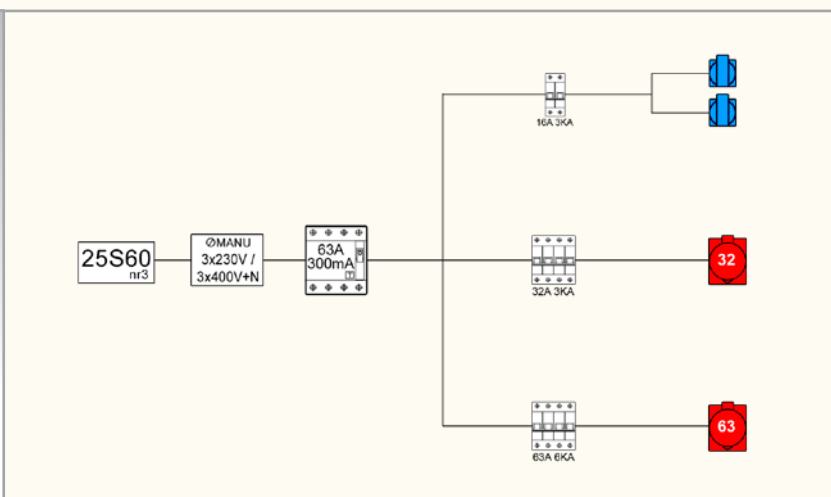 16A 3KA
25S60
nr3
ØMANU
3x230V /
3x400V+N
63A
300mA
T
32A 3KA
32
63A 6KA
63